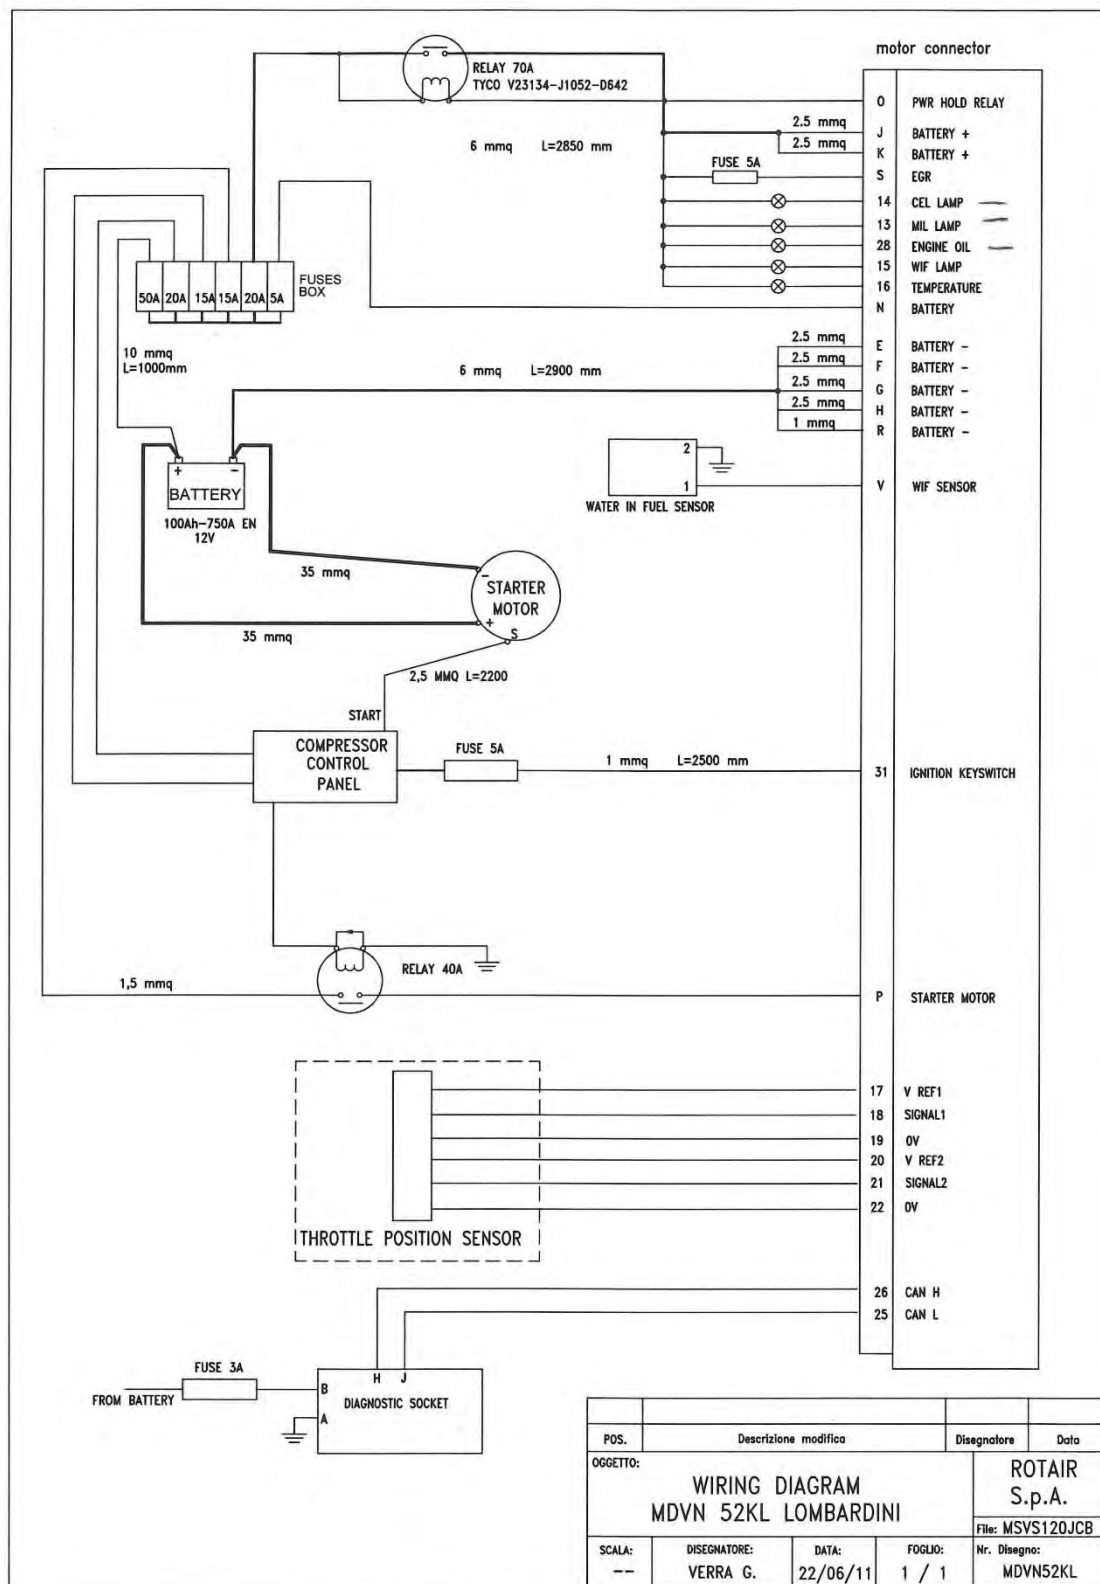 motor connector
RELAY 70A
TYCO V23134-J1052-D642
O PWR HOLD RELAY
2.5 mmq J BATTERY +
2.5 mmq K BATTERY +
6 mmq L=2850 mm
FUSE 5A S EGR
14 CEL LAMP
13 MIL LAMP
28 ENGINE OIL
15 WIF LAMP
16 TEMPERATURE
N BATTERY
50A 20A 15A 15A 20A 5A
FUSES
BOX
10 mmq
L=1000mm
6 mmq L=2900 mm
2.5 mmq E BATTERY -
2.5 mmq F BATTERY -
2.5 mmq G BATTERY -
2.5 mmq H BATTERY -
1 mmq R BATTERY -
2
1
WATER IN FUEL SENSOR
V WIF SENSOR
+ -
BATTERY
100Ah-750A EN
12V
35 mmq
35 mmq
-
STARTER
MOTOR
+
S
2,5 MMQ L=2200
START
COMPRESSOR
CONTROL
PANEL
FUSE 5A
1 mmq L=2500 mm
31 IGNITION KEYSWITCH
RELAY 40A
1,5 mmq
P STARTER MOTOR
17 V REF1
18 SIGNAL1
19 0V
20 V REF2
21 SIGNAL2
22 0V
THROTTLE POSITION SENSOR
26 CAN H
25 CAN L
FUSE 3A
FROM BATTERY
H J
B
A
DIAGNOSTIC SOCKET
POS. Descrizione modifica Disegnatore Data
OGGETTO:
WIRING DIAGRAM
MDVN 52KL LOMBARDINI
ROTAIR
S.p.A.
File: MSVS120JCB
SCALA: DISEGNATORE: DATA: FOGLIO: Nr. Disegno:
-- VERRA G. 22/06/11 1 / 1 MDVN52KL